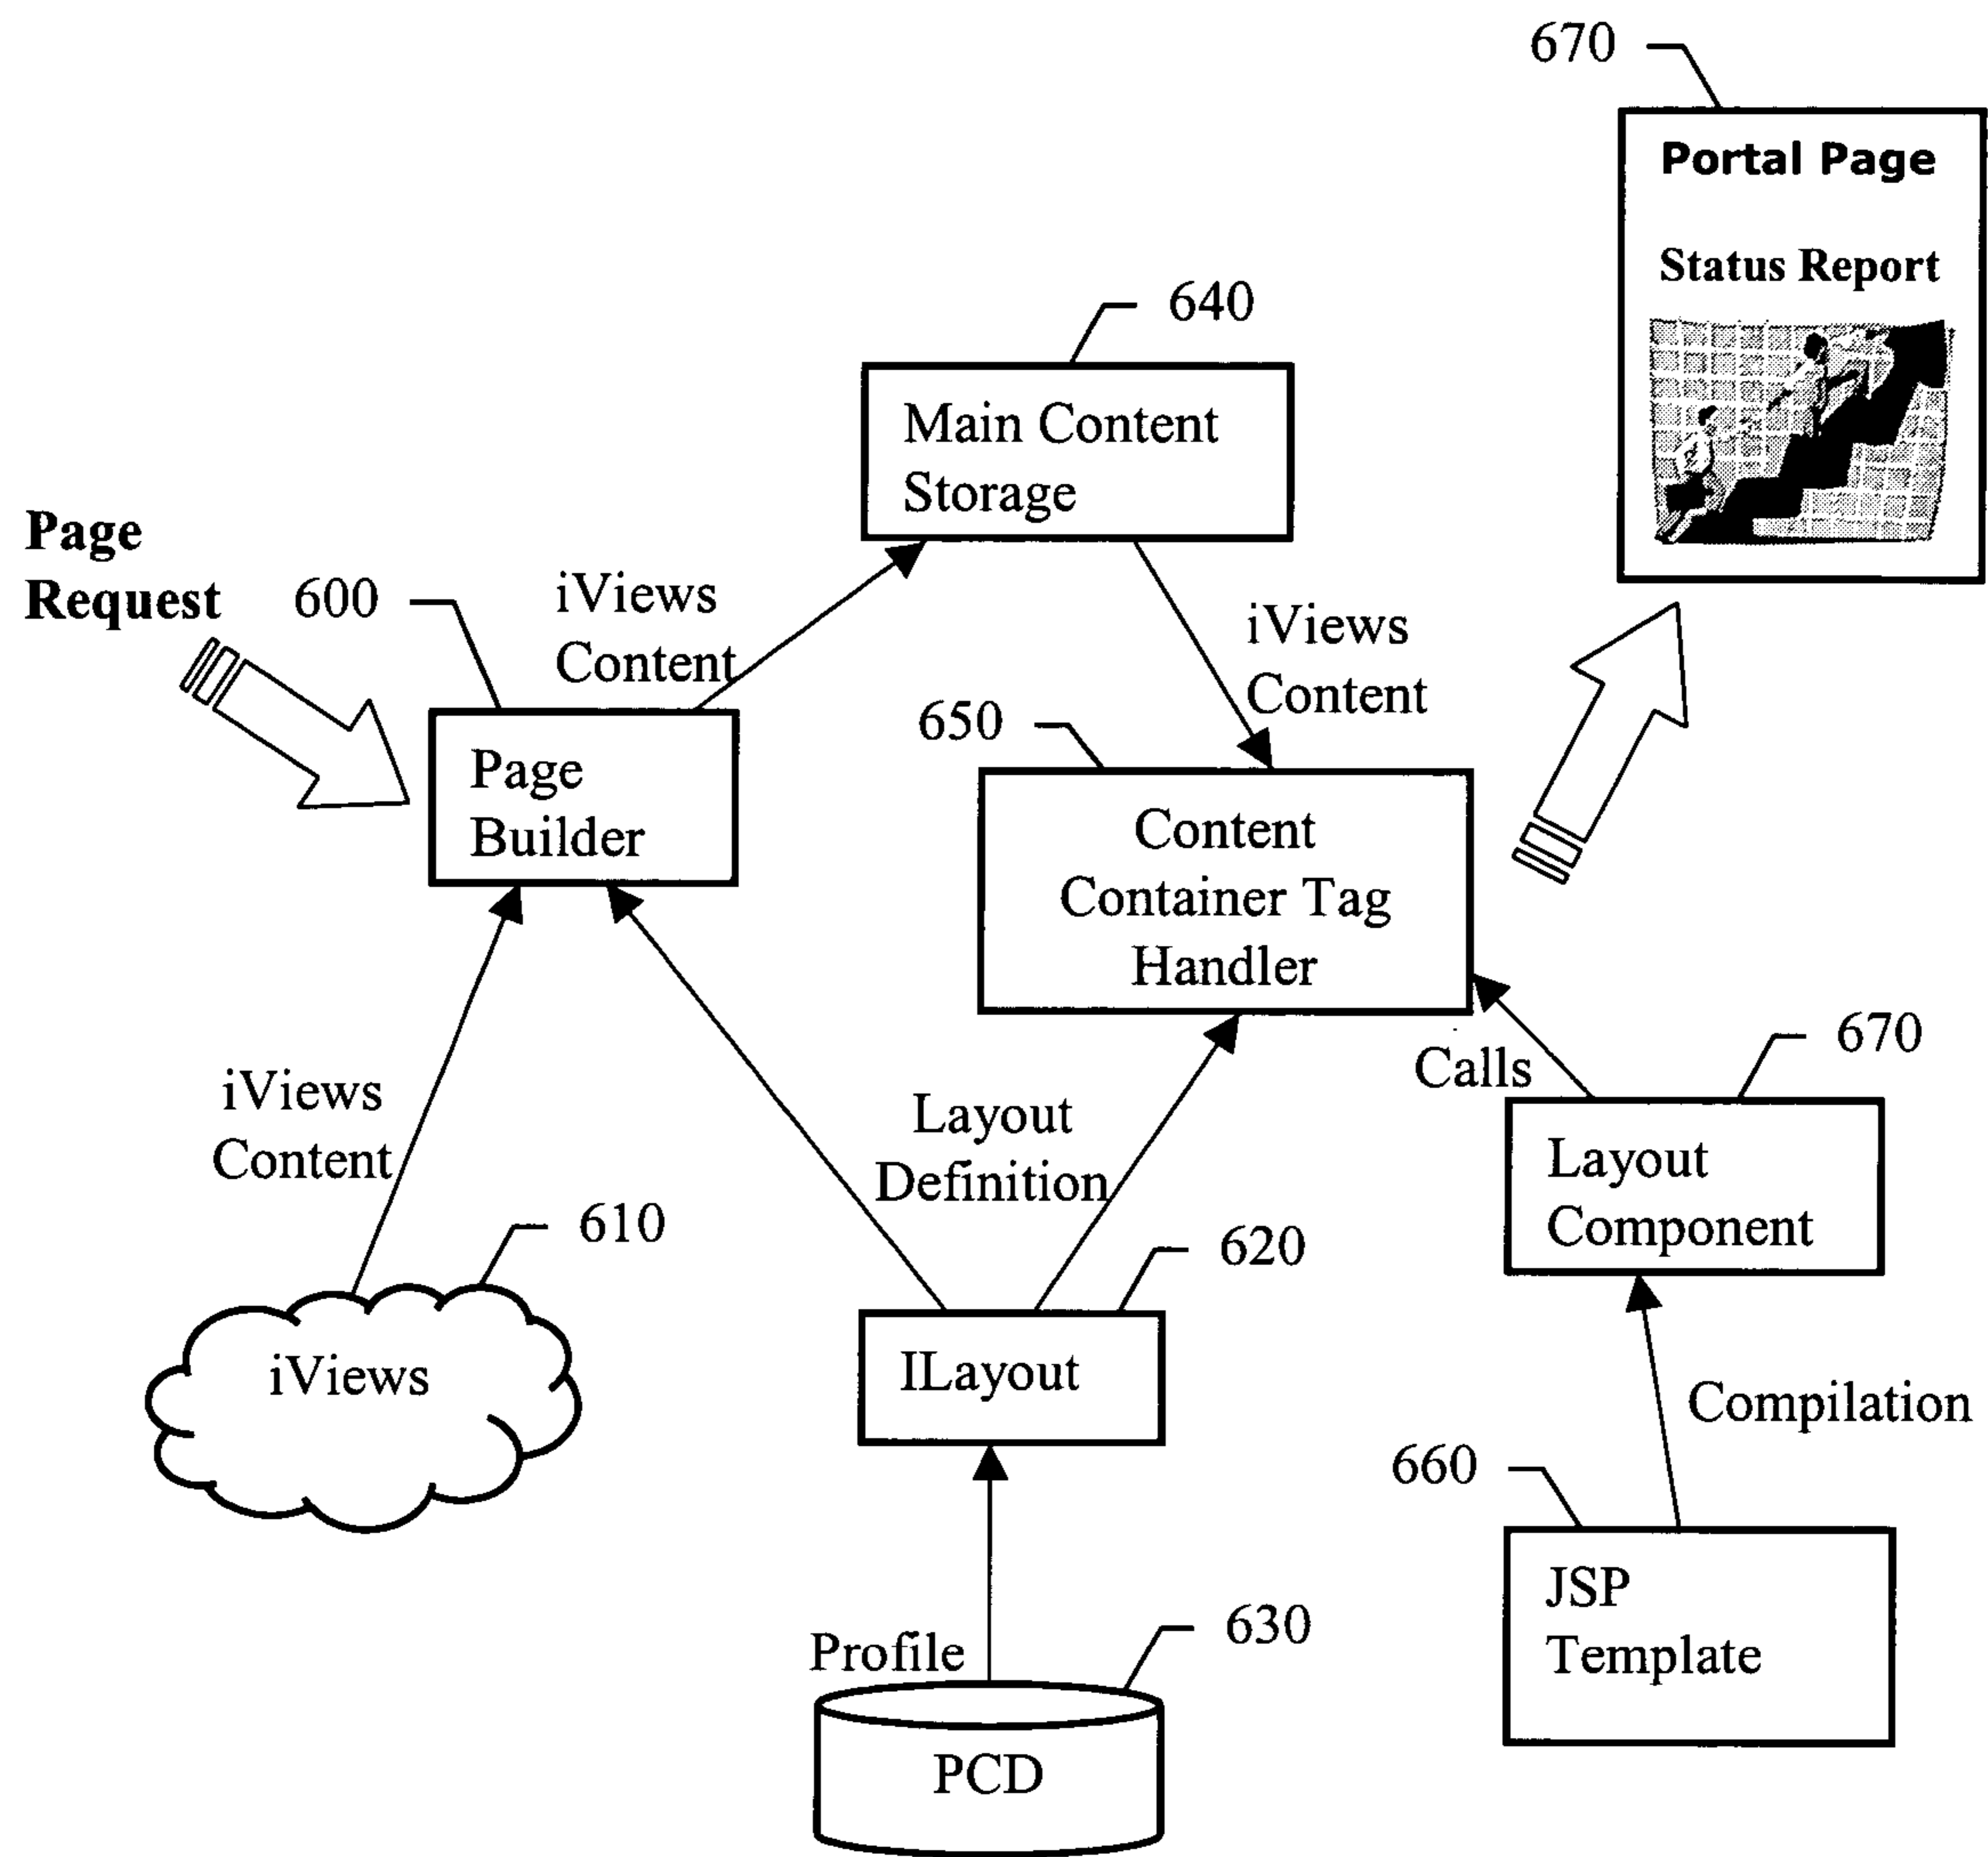 670
Portal Page
Status Report
640
Main Content
Storage
Page
Request
600
iViews
Content
iViews
Content
650
Page
Builder
Content
Container Tag
Handler
670
Calls
iViews
Content
Layout
Definition
Layout
Component
610
620
iViews
ILayout
Compilation
660
JSP
Template
630
Profile
PCD